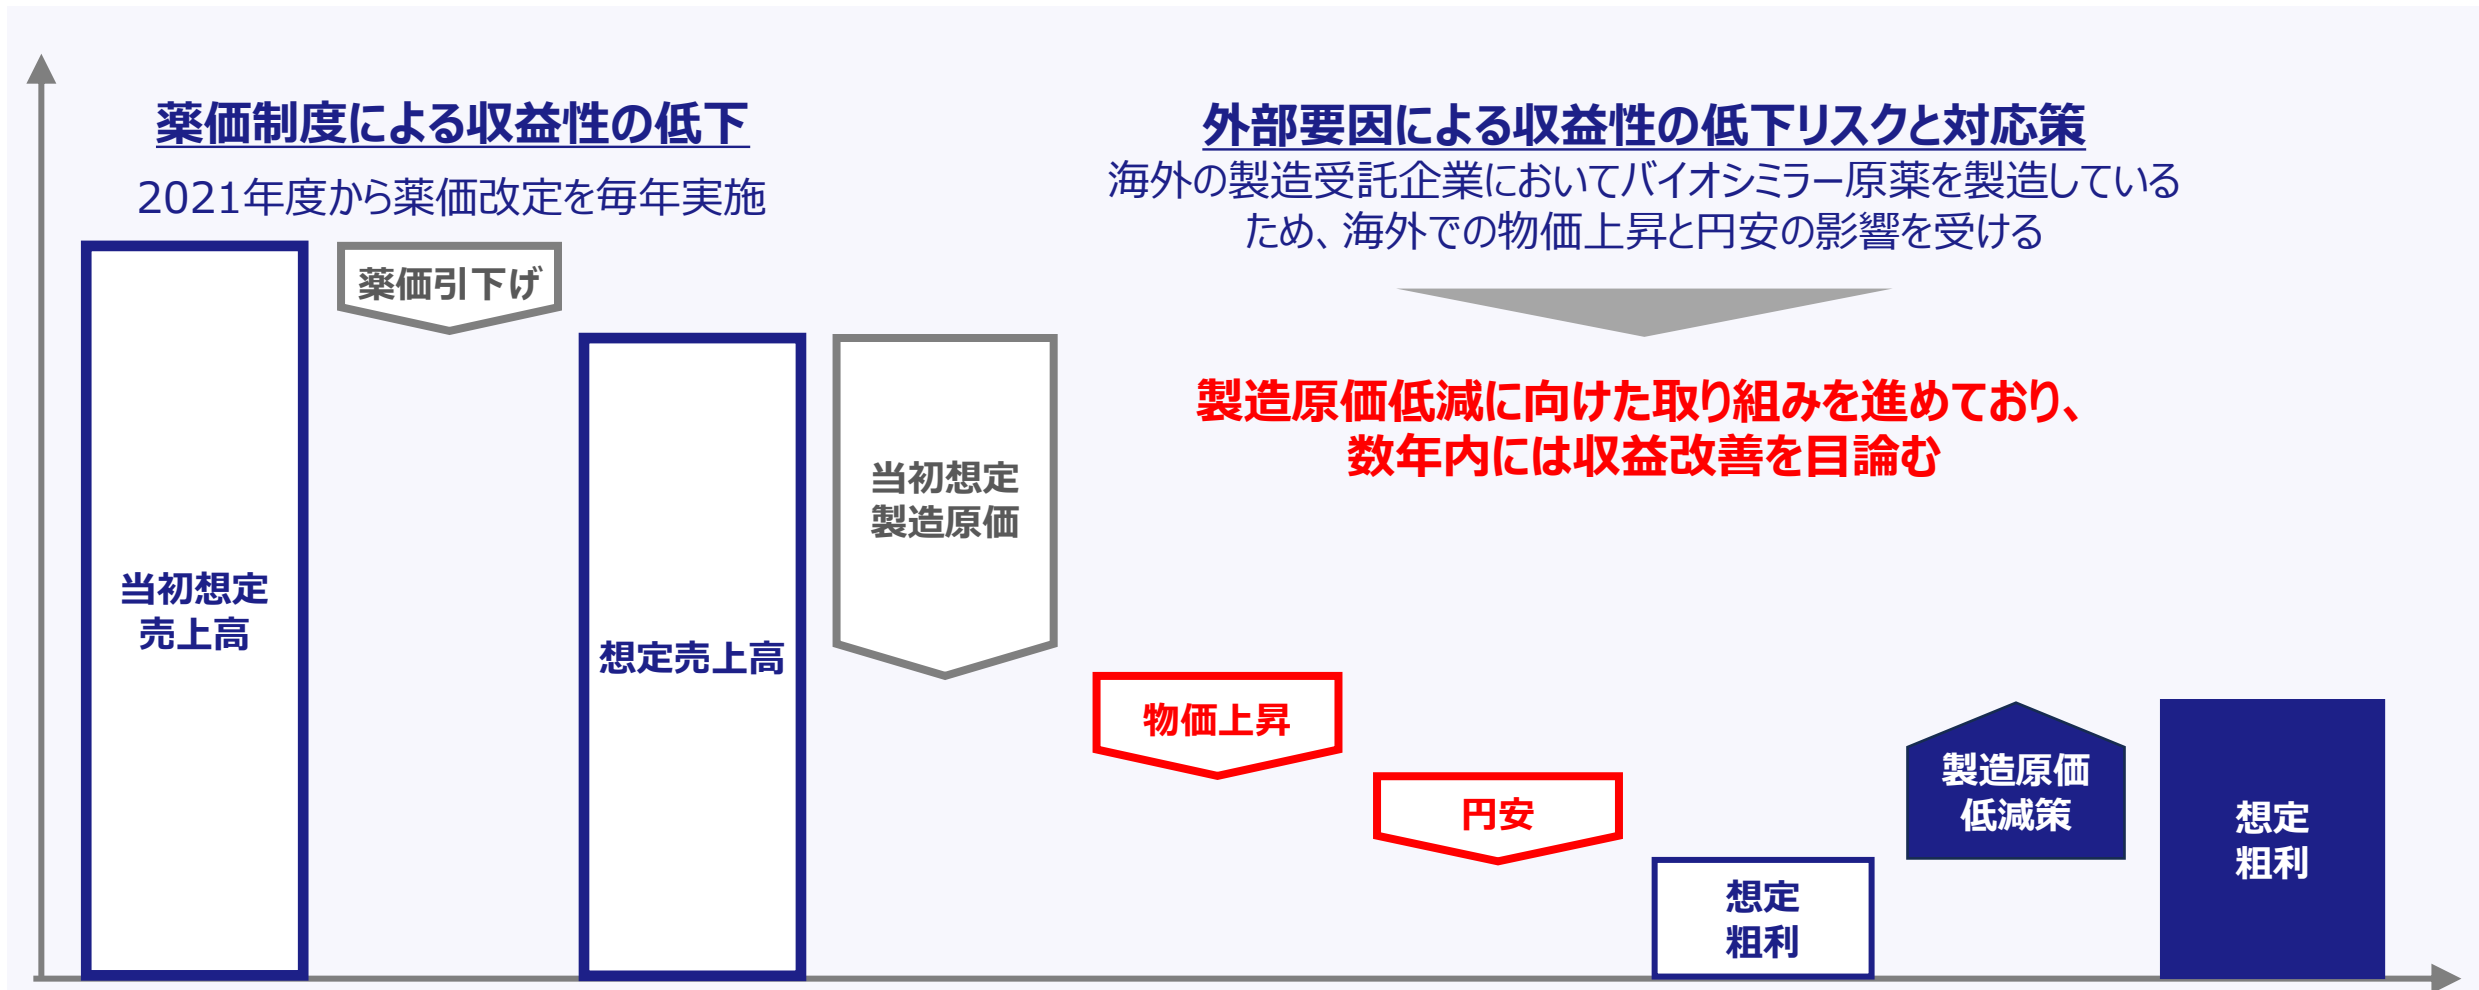 薬価制度による収益性の低下
2021年度から薬価改定を毎年実施
外部要因による収益性の低下リスクと対応策
海外の製造受託企業においてバイオシミラー原薬を製造している
ため、海外での物価上昇と円安の影響を受ける
製造原価低減に向けた取り組みを進めており、
数年内には収益改善を目論む
当初想定
売上高
薬価引下げ
想定売上高
当初想定
製造原価
物価上昇
円安
想定
粗利
製造原価
低減策
想定
粗利